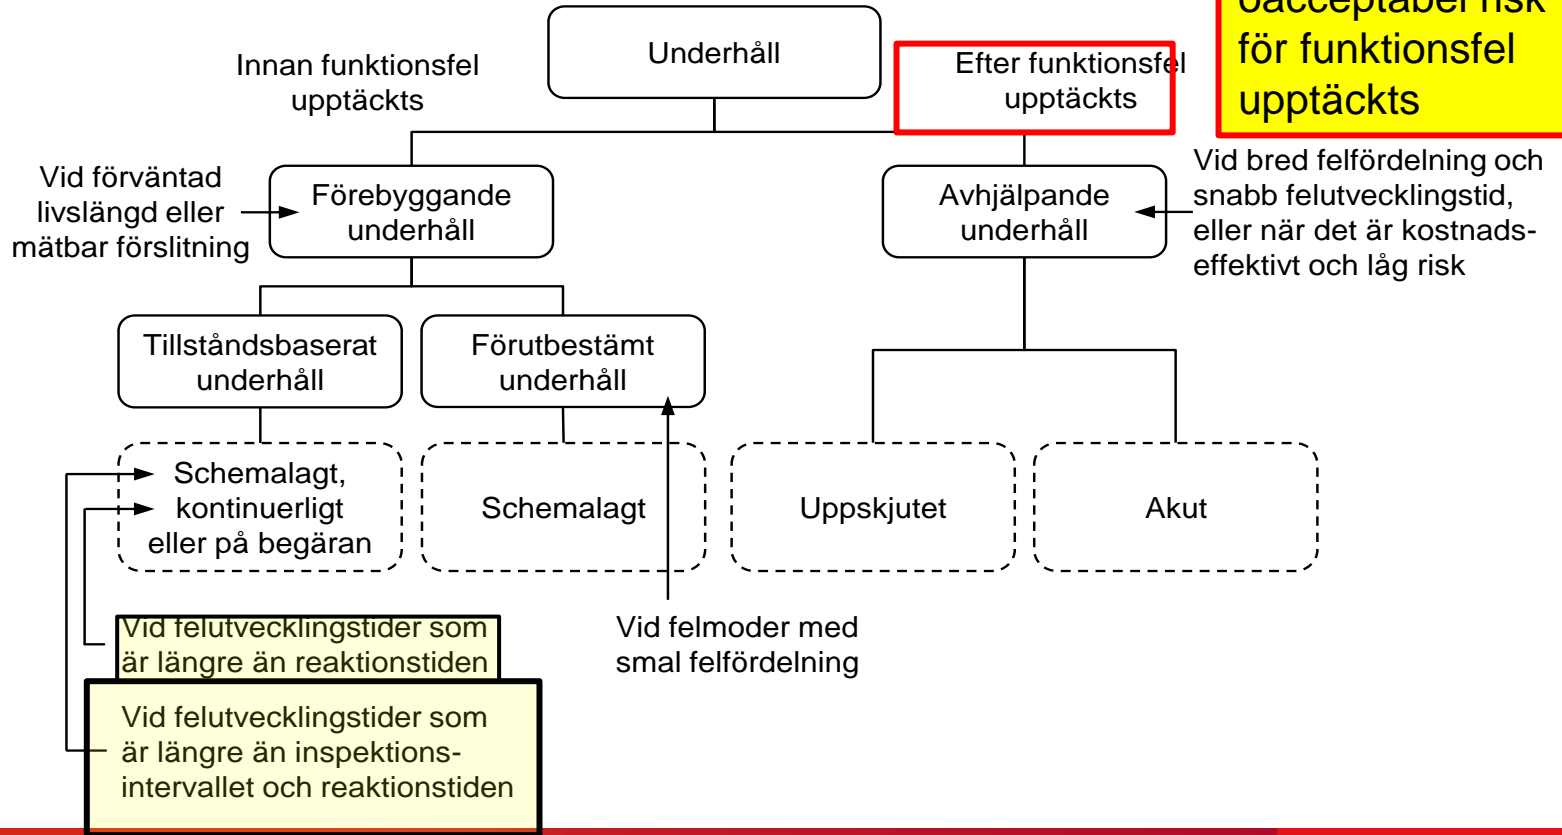 oacceptabel risk
för funktionsfel
upptäckts
Underhåll
Innan funktionsfel
upptäckts
Efter funktionsfel
upptäckts
Vid förväntad
livslängd eller
mätbar förslitning
Förebyggande
underhåll
Avhjälpande
underhåll
Vid bred felfördelning och
snabb felutvecklingstid,
eller när det är kostnads-
effektivt och låg risk
Tillståndsbaserat
underhåll
Förutbestämt
underhåll
Schemalagt,
kontinuerligt
eller på begäran
Schemalagt
Uppskjutet
Akut
Vid felutvecklingstider som
är längre än reaktionstiden
Vid felmoder med
smal felfördelning
Vid felutvecklingstider som
är längre än inspektions-
intervallet och reaktionstiden